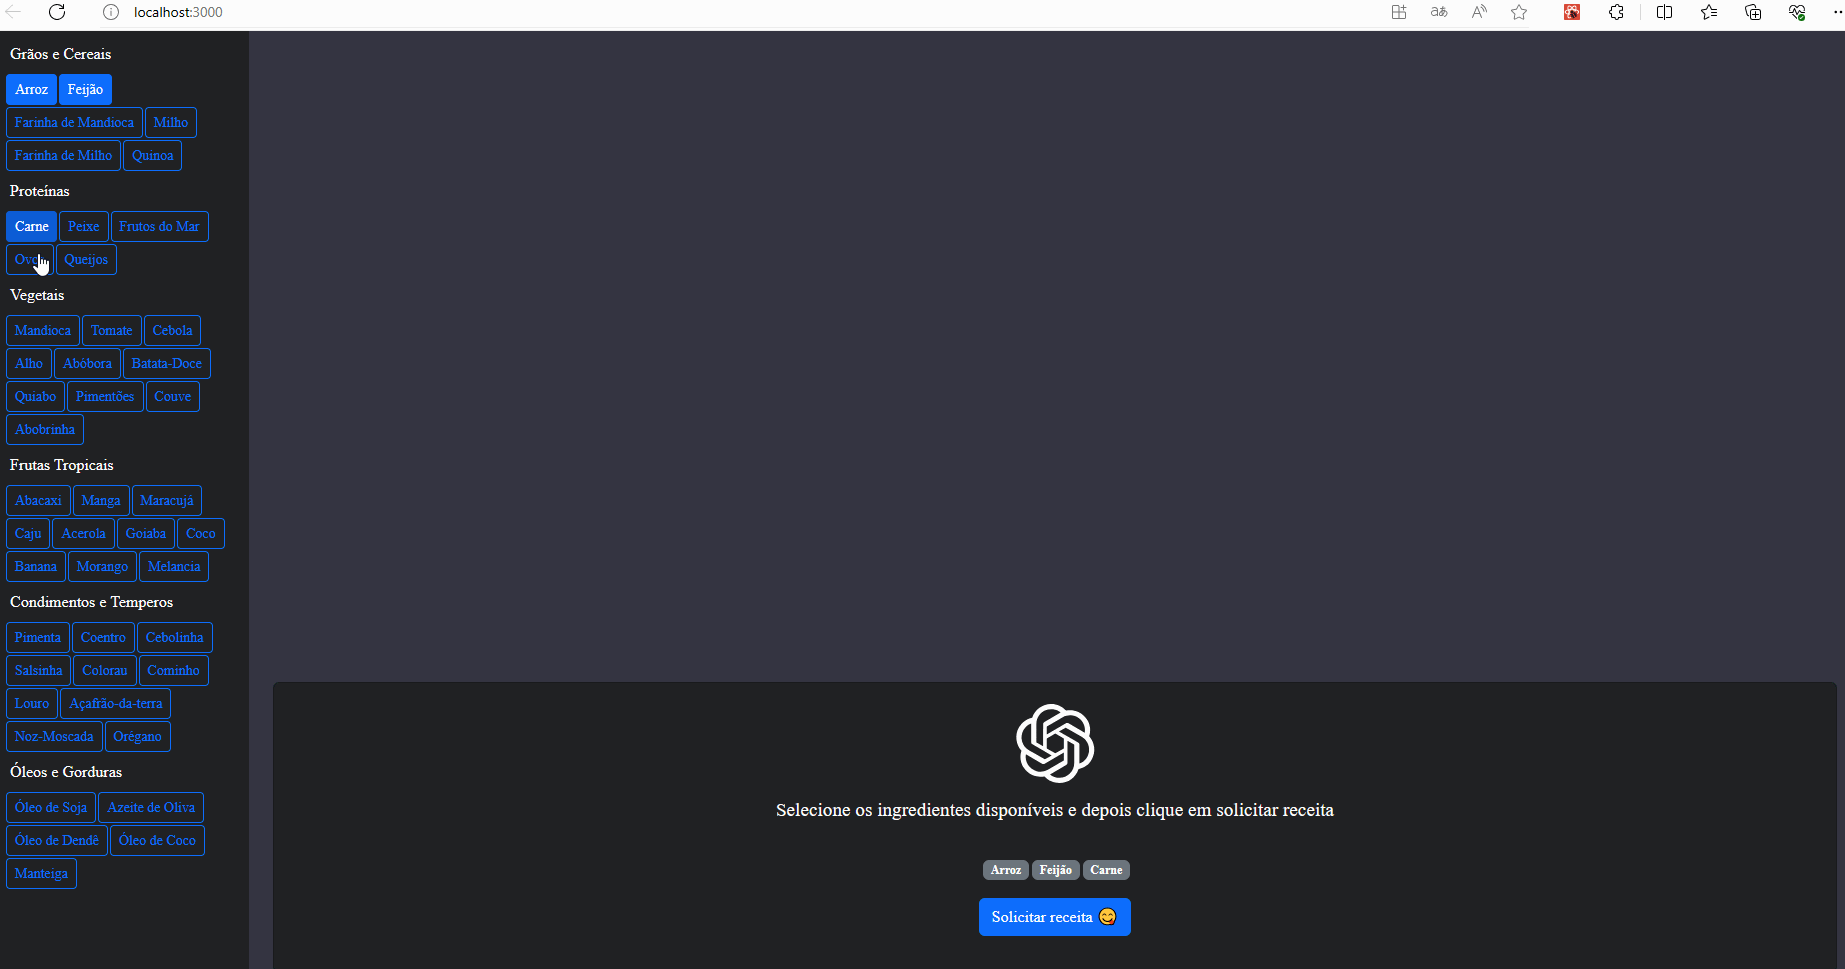 localhost:3000
Grãos e Cereais
Arroz Feijão
Farinha de Mandioca Milho
Farinha de Milho Quinoa
Proteínas
Carne Peixe Frutos do Mar
Queijos
Vegetais
Mandioca Tomate Cebola
Alho Abóbora Batata-Doce
Quiabo Pimentões Couve
Abobrinha
Frutas Tropicais
Abacaxi Manga Maracujá
Caju Acerola Goiaba Coco
Banana Morango Melancia
Condimentos e Temperos
Pimenta Coentro Cebolinha
Salsinha Colorau Cominho
Louro Açafrão-da-terra
Noz-Moscada Orégano
Óleos e Gorduras
Óleo de Soja Azeite de Oliva
Óleo de Dendê Óleo de Coco
Manteiga
Selecione os ingredientes disponíveis e depois clique em solicitar receita
Arroz Feijão Carne
Solicitar receita 😋